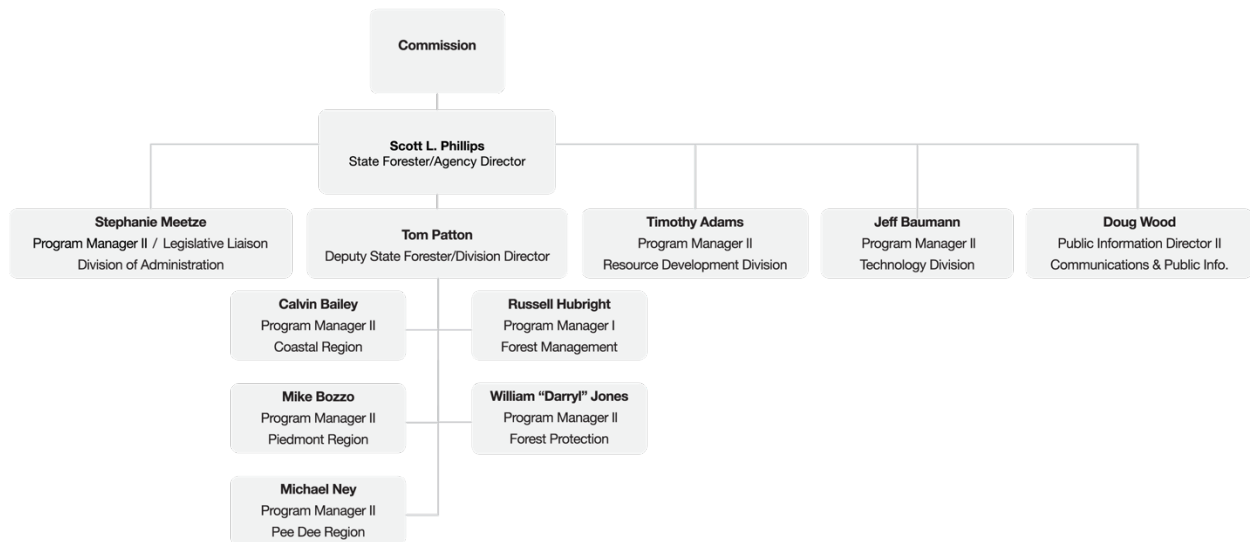 Commission
Scott L. Phillips
State Forester/Agency Director
Stephanie Meetze
Program Manager II / Legislative Liaison
Division of Administration
Tom Patton
Deputy State Forester/Division Director
Timothy Adams
Program Manager II
Resource Development Division
Jeff Baumann
Program Manager II
Technology Division
Doug Wood
Public Information Director II
Communications & Public Info.
Calvin Bailey
Program Manager II
Coastal Region
Russell Hubright
Program Manager I
Forest Management
Mike Bozzo
Program Manager II
Piedmont Region
William “Darryl” Jones
Program Manager II
Forest Protection
Michael Ney
Program Manager II
Pee Dee Region